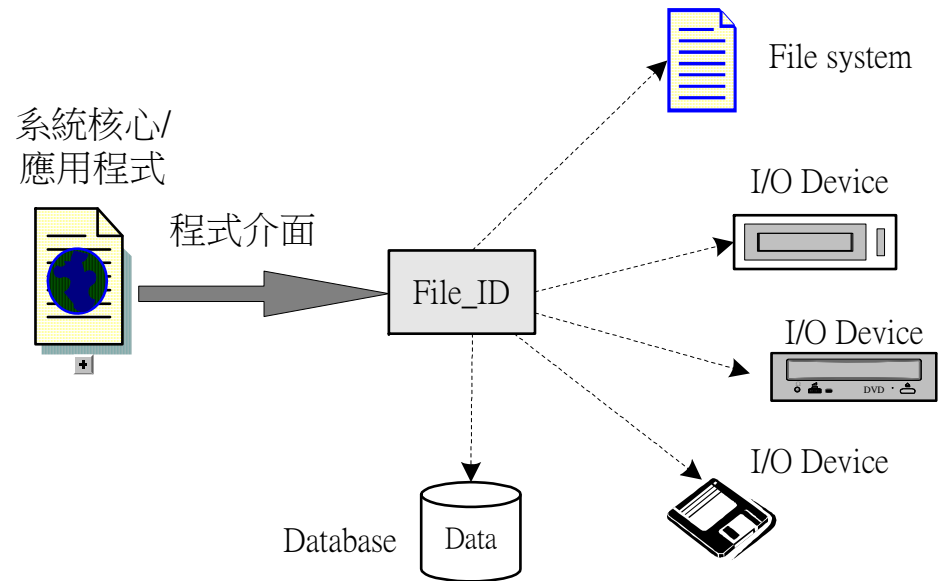 File system
系統核心/
應用程式
I/O Device
程式介面
File_ID
I/O Device
DVD
I/O Device
Database
Data